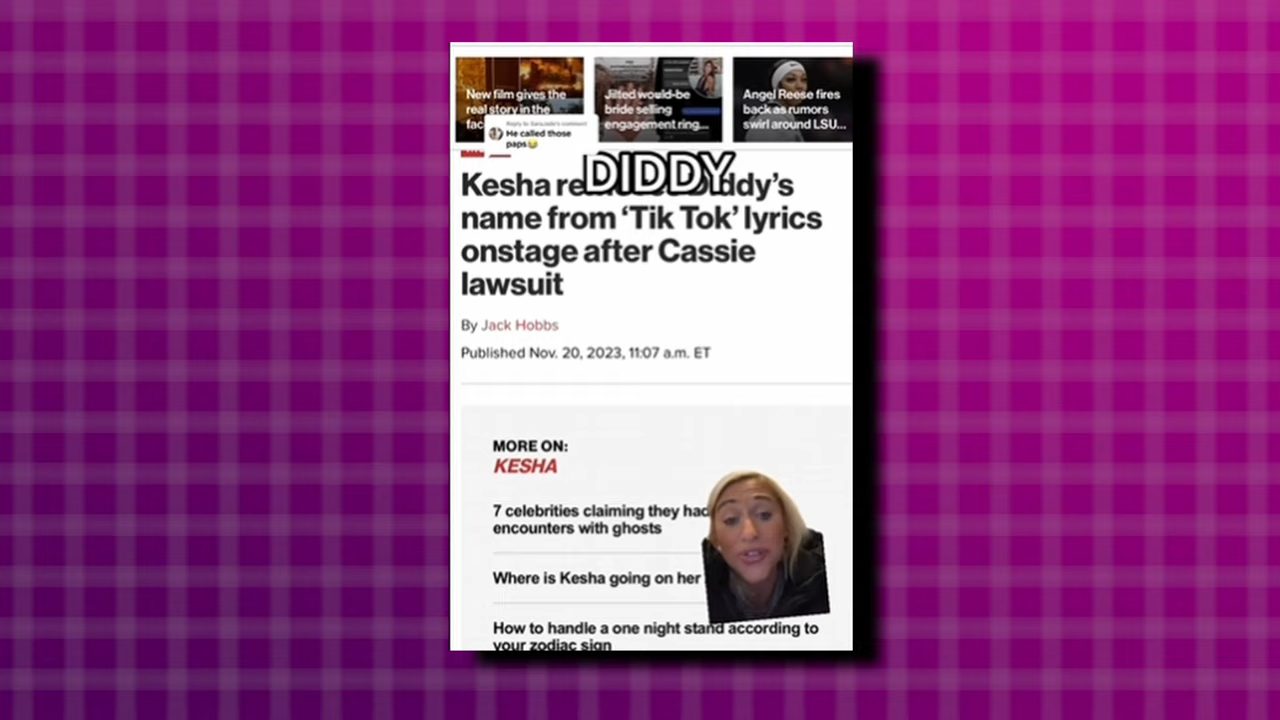 New film gives the
real story in the
fac
Jilted would-be
bride selling
engagement ring...
Angel Reese fires
back as rumors
swirl around LSU...
Reply to comment
He called those
paps😂
DIDDY
Kesha re ddy's
name from ‘Tik Tok’ lyrics
onstage after Cassie
lawsuit
By Jack Hobbs
Published Nov. 20, 2023, 11:07 a.m. ET
MORE ON:
KESHA
7 celebrities claiming they had
encounters with ghosts
Where is Kesha going on her
How to handle a one night stand according to
your zodiac sign